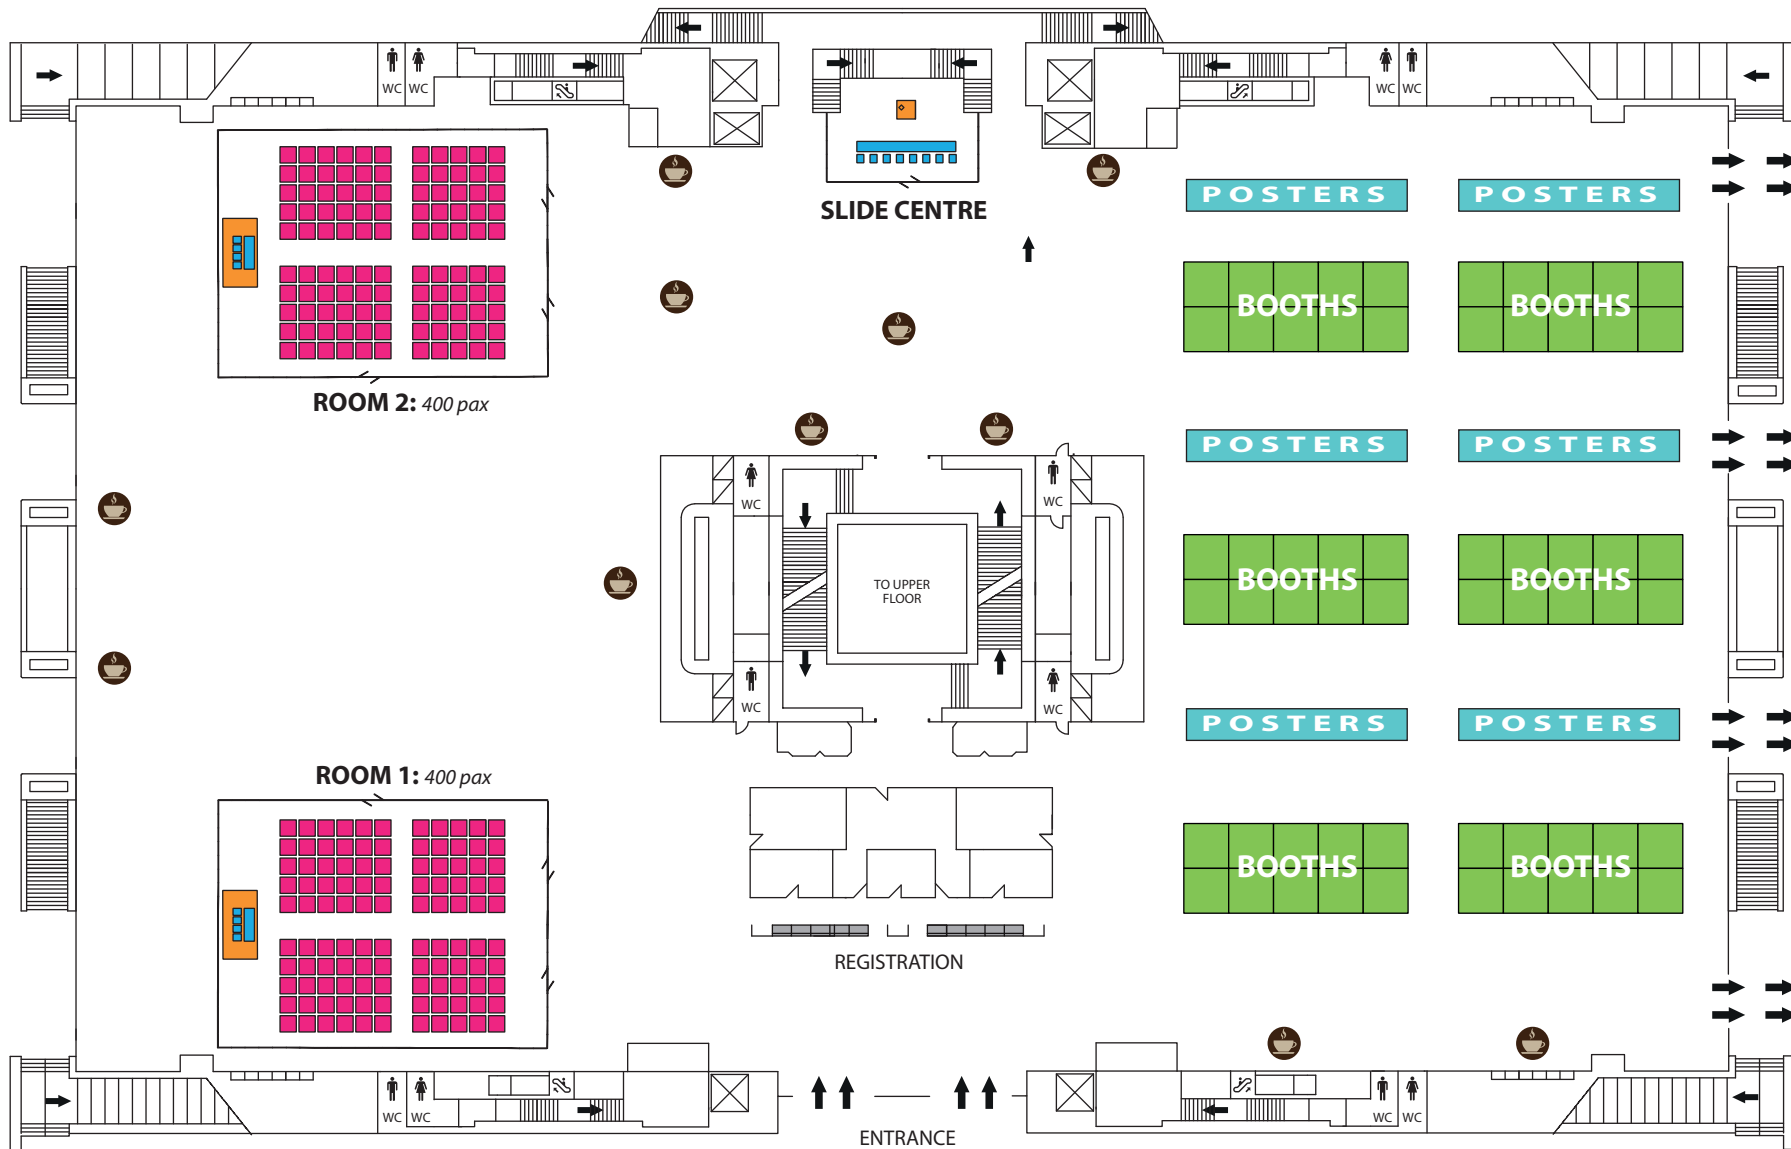 WC
WC
WC
WC
SLIDE CENTRE
POSTERS
POSTERS
BOOTHS
BOOTHS
ROOM 2: 400 pax
POSTERS
POSTERS
WC
WC
TO UPPER
FLOOR
BOOTHS
BOOTHS
WC
WC
POSTERS
POSTERS
ROOM 1: 400 pax
BOOTHS
BOOTHS
REGISTRATION
WC
WC
WC
WC
ENTRANCE